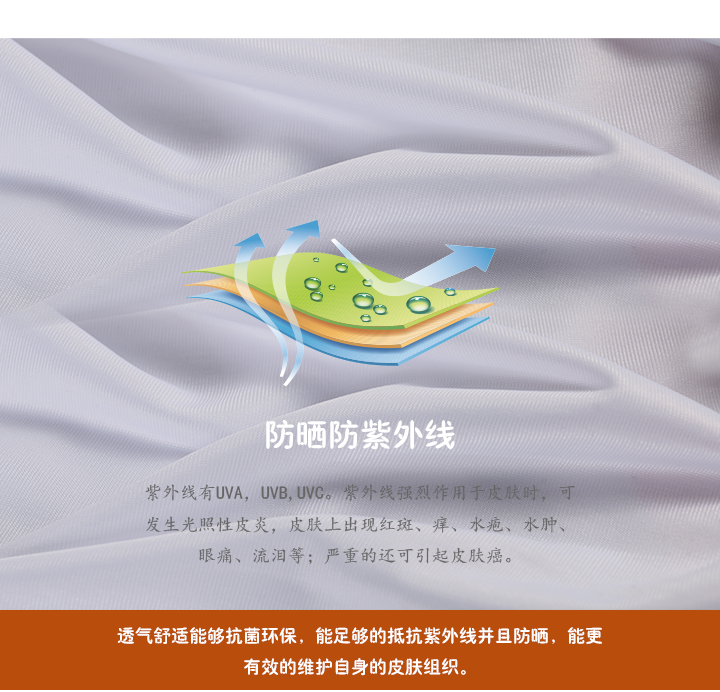 防晒防紫外线
紫外线有UVA，UVB,UVC。紫外线强烈作用于皮肤时，可
发生光照性皮炎，皮肤上出现红斑、痒、水疱、水肿、
眼痛、流泪等；严重的还可引起皮肤癌。
透气舒适能够抗菌环保，能足够的抵抗紫外线并且防晒，能更
有效的维护自身的皮肤组织。